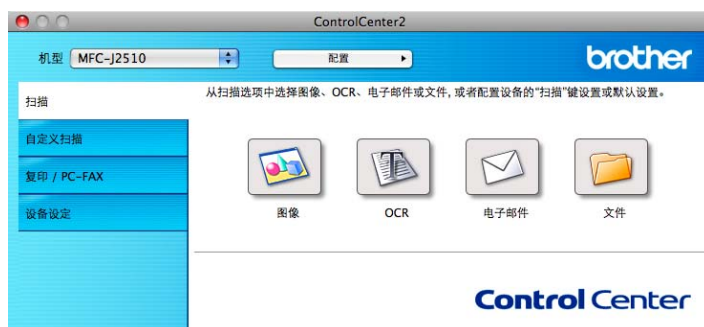 ControlCenter2
机型 MFC-J2510 配置 brother
从扫描选项中选择图像、OCR、电子邮件或文件, 或者配置设备的“扫描”键设置或默认设置。
扫描
自定义扫描
复印 / PC-FAX
设备设定
图像 OCR 电子邮件 文件
Control Center